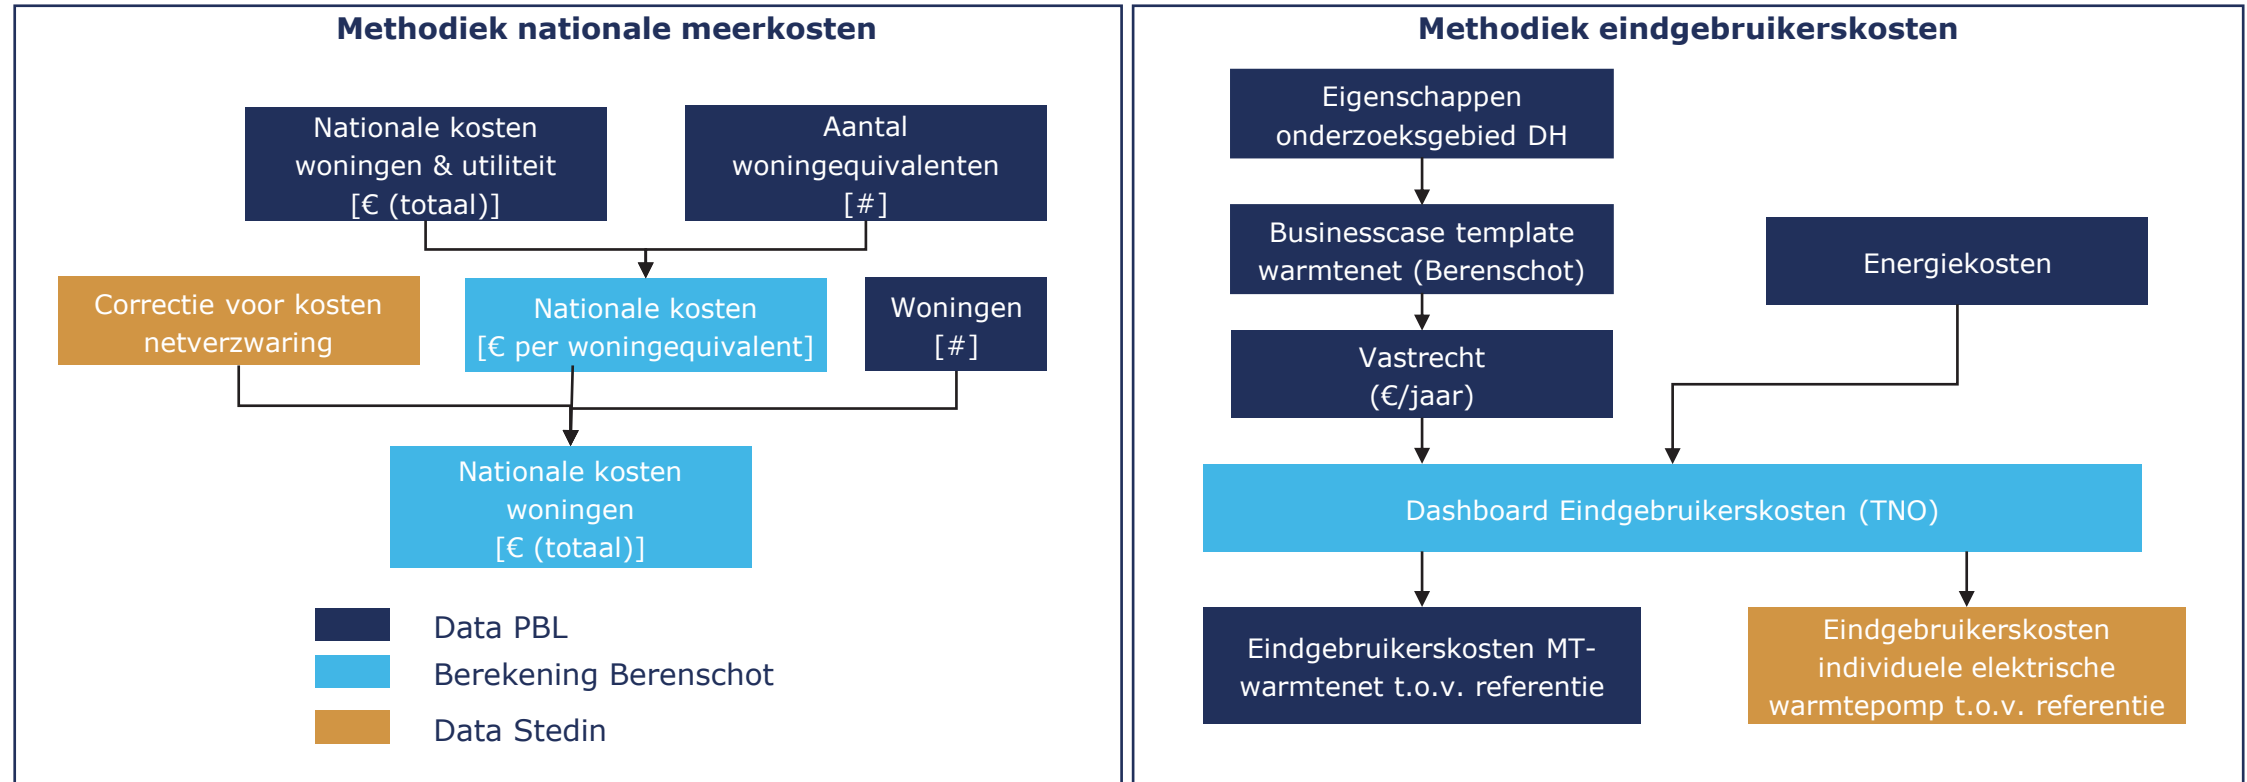 Methodiek nationale meerkosten
Nationale kosten
woningen & utiliteit
[€ (totaal)]
Aantal
woningequivalenten
[#]
Correctie voor kosten
netverzwaring
Nationale kosten
[€ per woningequivalent]
Woningen
[#]
Nationale kosten
woningen
[€ (totaal)]
Data PBL
Berekening Berenschot
Data Stedin
Methodiek eindgebruikerskosten
Eigenschappen
onderzoeksgebied DH
Businesscase template
warmtenet (Berenschot)
Energiekosten
Vastrecht
(€/jaar)
Dashboard Eindgebruikerskosten (TNO)
Eindgebruikerskosten MT-
warmtenet t.o.v. referentie
Eindgebruikerskosten
individuele elektrische
warmtepomp t.o.v. referentie